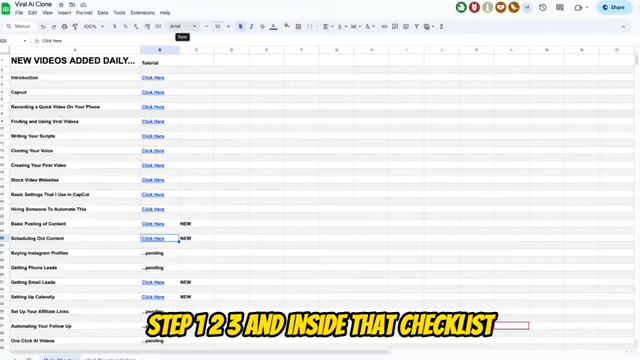 Viral AI Clone
File Edit View Insert Format Data Tools Extensions Help
Share
Menus 100% Arial 10
Row
Click Here
A B C D E F G H I J K L M N O
NEW VIDEOS ADDED DAILY... Tutorial
Introduction Click Here
Capcut Click Here
Recording a Quick Video On Your Phone Click Here
Finding and Using Viral Videos Click Here
Writing Your Scripts Click Here
Cloning Your Voice Click Here
Creating Your First Video Click Here
Stock Video Websites Click Here
Basic Settings That I Use in CapCut Click Here
Hiring Someone To Automate This Click Here
Basic Posting of Content Click Here NEW
Scheduling Out Content Click Here NEW
Buying Instagram Profiles ...pending
Getting Phone Leads ...pending
Getting Email Leads Click Here NEW
Setting Up Calendly Click Here NEW
Set Up Your Affiliate Links
Automating Your Follow Up
One Click AI Videos ...pending
STEP 1 2 3 AND INSIDE THAT CHECKLIST